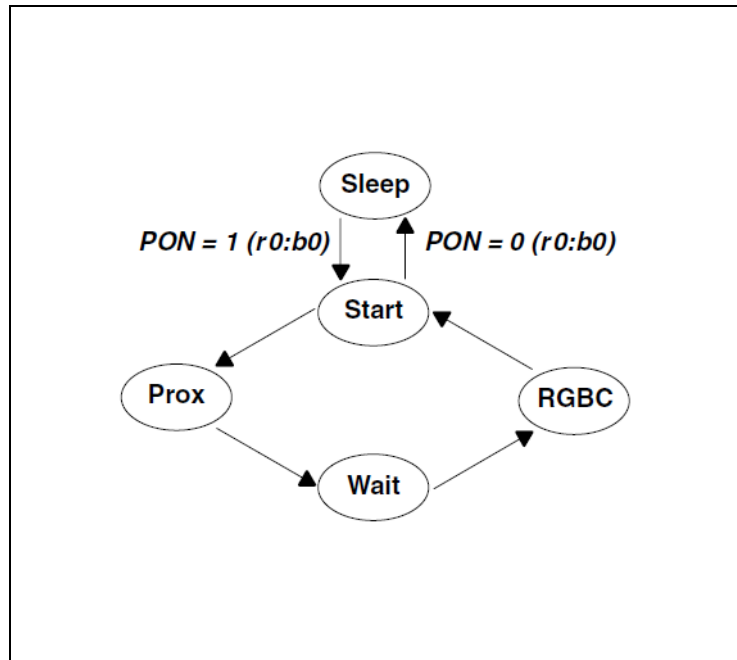 Sleep
PON = 1 (r0:b0)
PON = 0 (r0:b0)
Start
Prox
RGBC
Wait